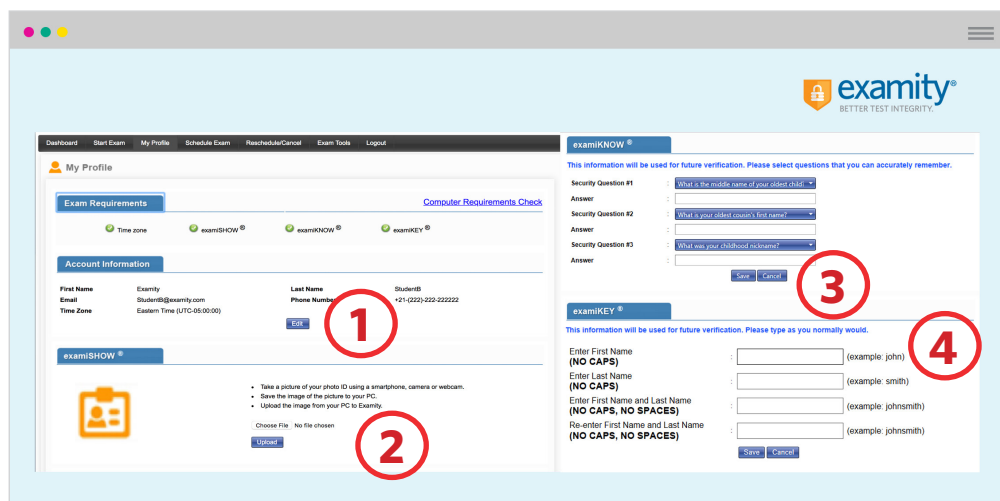 examity®
BETTER TEST INTEGRITY.
Dashboard Start Exam My Profile Schedule Exam Reschedule/Cancel Exam Tools Logout
My Profile
Exam Requirements
Computer Requirements Check
Time zone examiSHOW ® examiKNOW ® examiKEY ®
Account Information
First Name Examity Last Name StudentB
Email StudentB@examity.com Phone Number +21-(222)-222-222222
Time Zone Eastern Time (UTC-05:00:00)
Edit
1
examiSHOW ®
• Take a picture of your photo ID using a smartphone, camera or webcam.
• Save the image of the picture to your PC.
• Upload the image from your PC to Examity.
Choose File No file chosen
Upload
2
examiKNOW ®
This information will be used for future verification. Please select questions that you can accurately remember.
Security Question #1 : What is the middle name of your oldest child?
Answer :
Security Question #2 : What is your oldest cousin's first name?
Answer :
Security Question #3 : What was your childhood nickname?
Answer :
Save Cancel
3
examiKEY ®
This information will be used for future verification. Please type as you normally would.
4
Enter First Name
(NO CAPS) : (example: john)
Enter Last Name
(NO CAPS) : (example: smith)
Enter First Name and Last Name
(NO CAPS, NO SPACES) : (example: johnsmith)
Re-enter First Name and Last Name
(NO CAPS, NO SPACES) : (example: johnsmith)
Save Cancel